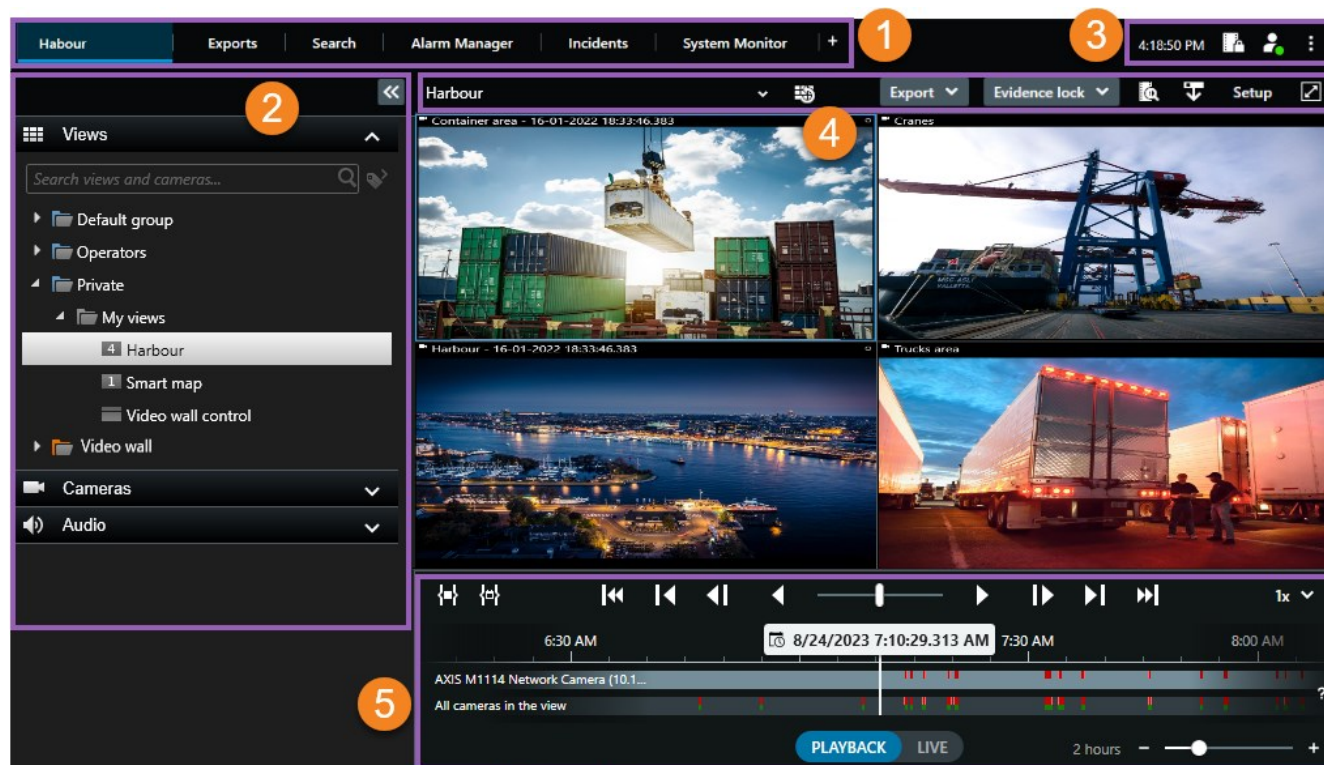 Habour Exports Search Alarm Manager Incidents System Monitor + 1 3 4:18:50 PM
2 Harbour Export Evidence lock Setup
Views
Search views and cameras...
Default group
Operators
Private
My views
4 Harbour
1 Smart map
Video wall control
Video wall
Cameras
Audio
Container area - 16-01-2022 18:33:46.383
4
Cranes
MSC ASLI
VALLETTA
Harbour - 16-01-2022 18:33:46.383
Trucks area
1x
6:30 AM 8/24/2023 7:10:29.313 AM 7:30 AM 8:00 AM
AXIS M1114 Network Camera (10.1...
All cameras in the view
?
5
PLAYBACK LIVE 2 hours - +